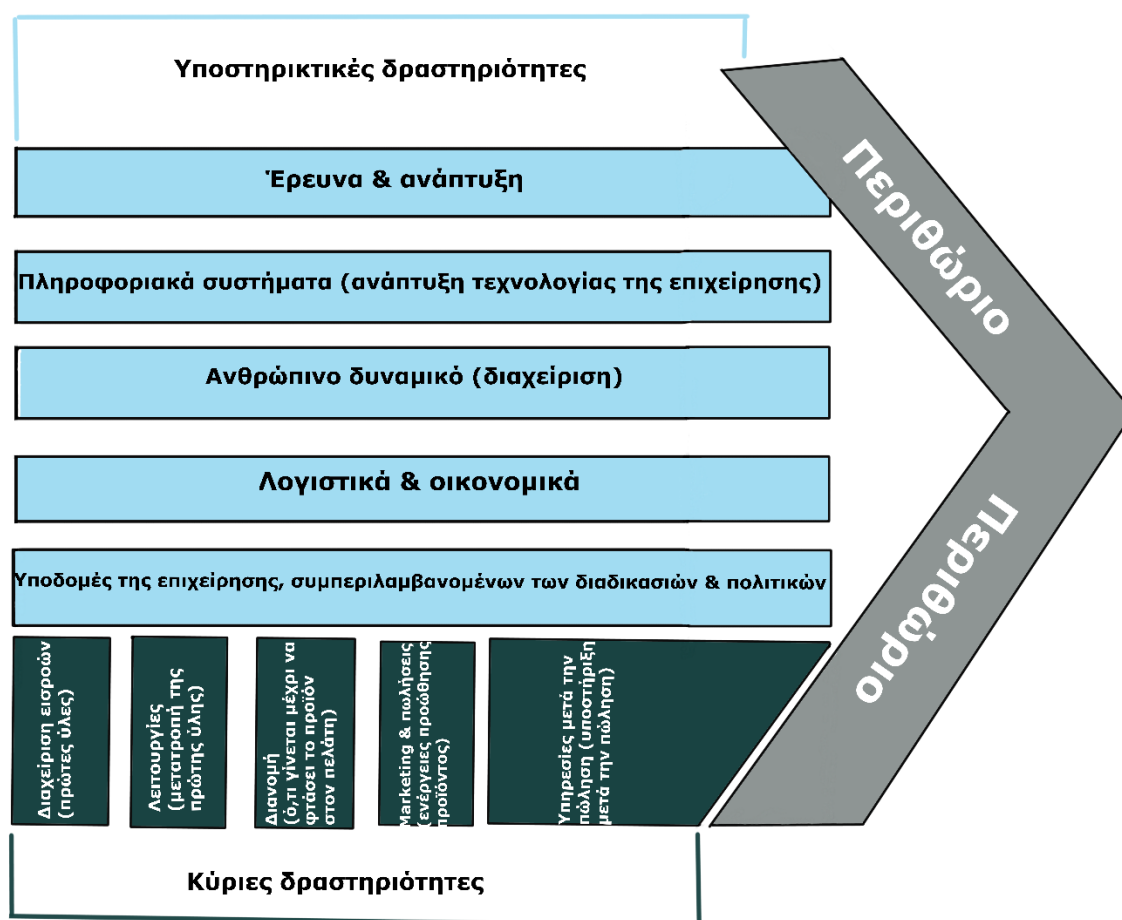 Υποστηρικτικές δραστηριότητες
Έρευνα & ανάπτυξη
Πληροφοριακά συστήματα (ανάπτυξη τεχνολογίας της επιχείρησης)
Ανθρώπινο δυναμικό (διαχείριση)
Λογιστικά & οικονομικά
Υποδομές της επιχείρησης, συμπεριλαμβανομένων των διαδικασιών & πολιτικών
Περιθώριο
Περιθώριο
Διαχείριση εισροών
(πρώτες ύλες)
Λειτουργίες
(μετατροπή της
πρώτης ύλης)
Διανομή
(ό,τι γίνεται μέχρι να
φτάσει το προϊόν
στον πελάτη)
Marketing & πωλήσεις
(ενέργειες προώθησης
προϊόντος)
Υπηρεσίες μετά την
πώληση (υποστήριξη
μετά την πώληση)
Κύριες δραστηριότητες